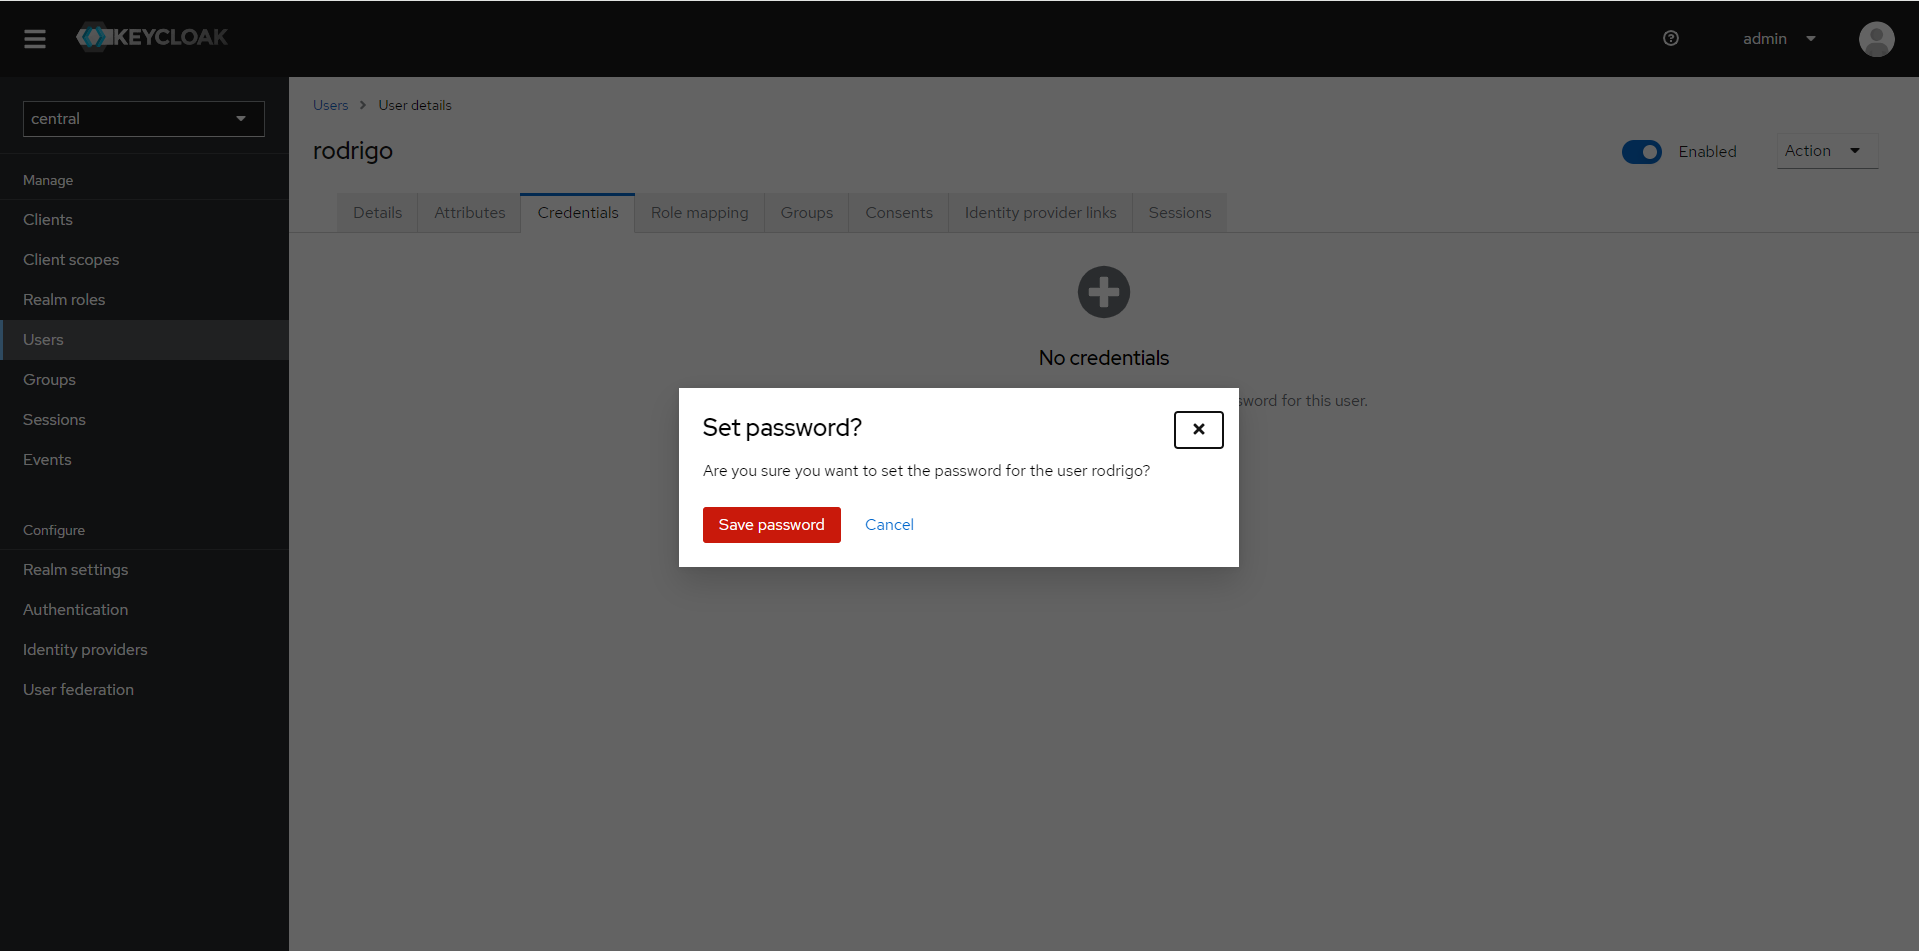 KEYCLOAK
admin
central
Manage
Clients
Client scopes
Realm roles
Users
Groups
Sessions
Events
Configure
Realm settings
Authentication
Identity providers
User federation
Users > User details
rodrigo
Enabled
Action
Details Attributes Credentials Role mapping Groups Consents Identity provider links Sessions
No credentials
for this user.
Set password?
Are you sure you want to set the password for the user rodrigo?
Save password Cancel